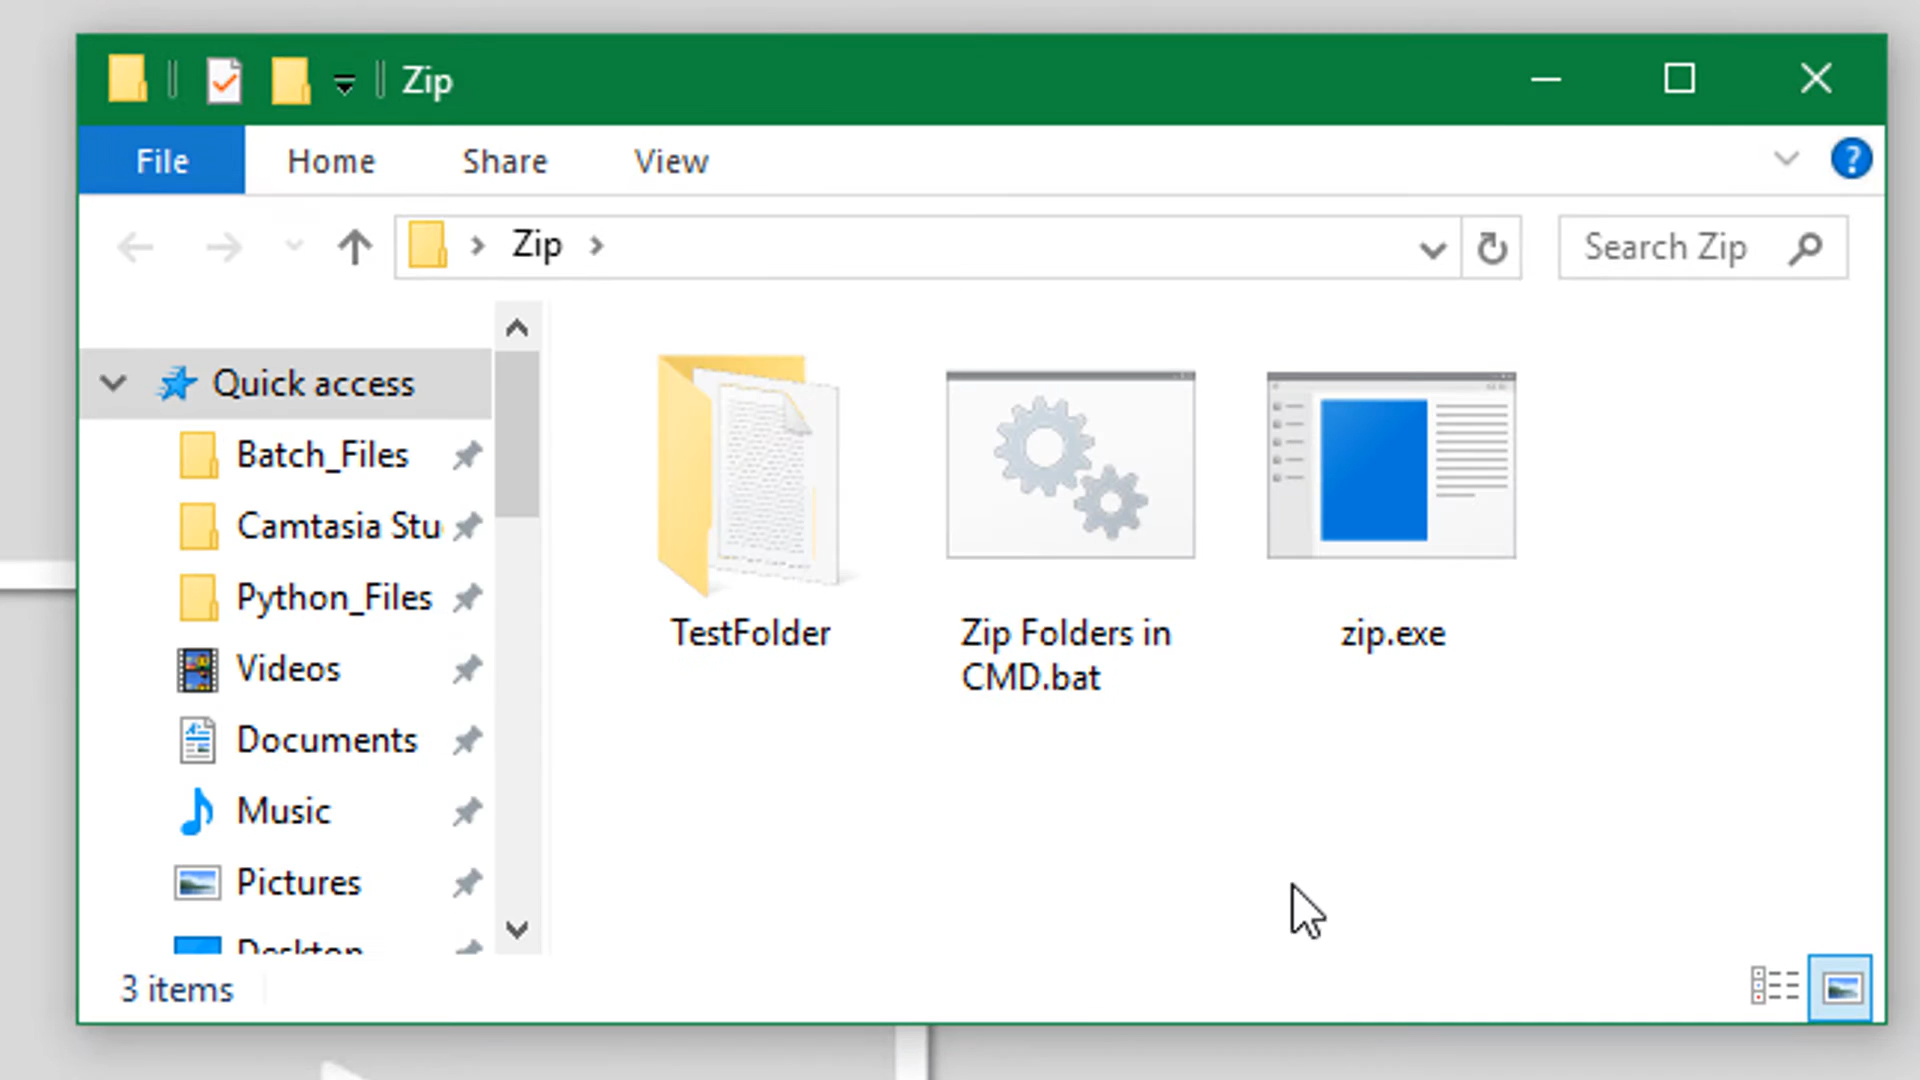 Zip
File Home Share View
?
Zip
Search Zip
Quick access
Batch_Files
Camtasia Stu
Python_Files
Videos
Documents
Music
Pictures
Desktop
TestFolder
Zip Folders in
CMD.bat
zip.exe
3 items